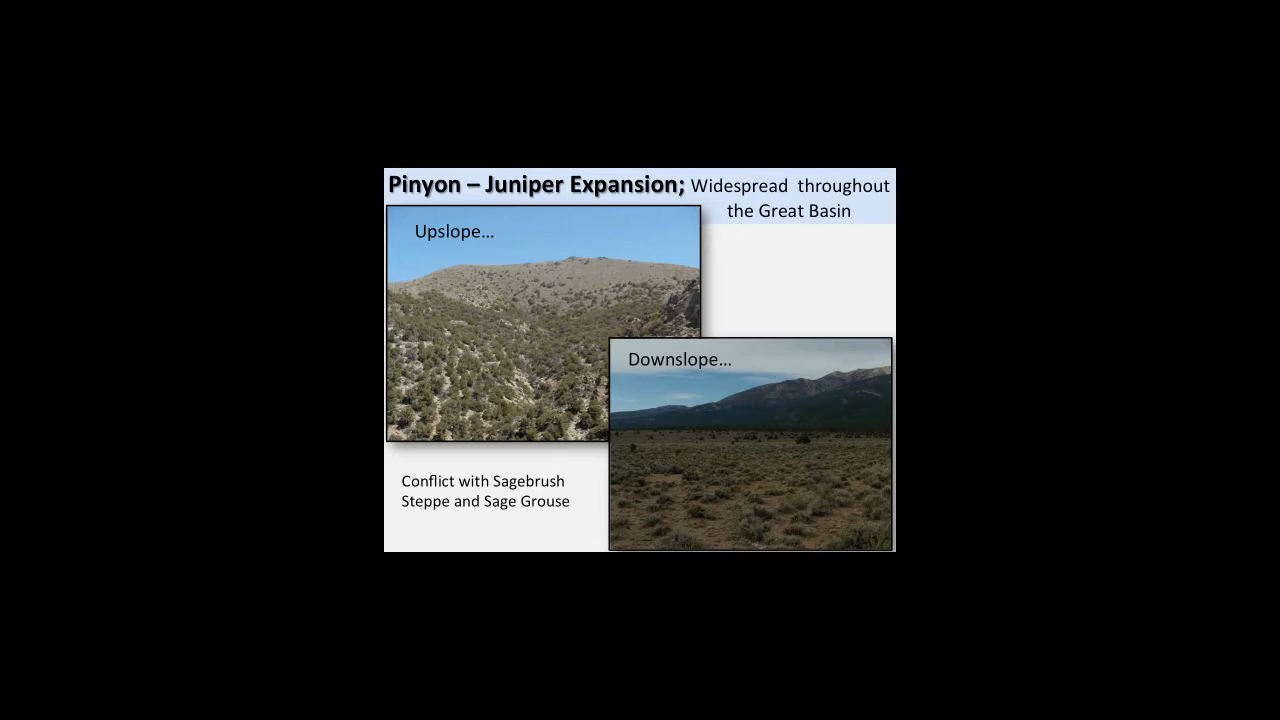 Pinyon – Juniper Expansion; Widespread throughout
the Great Basin
Upslope…
Downslope…
Conflict with Sagebrush
Steppe and Sage Grouse